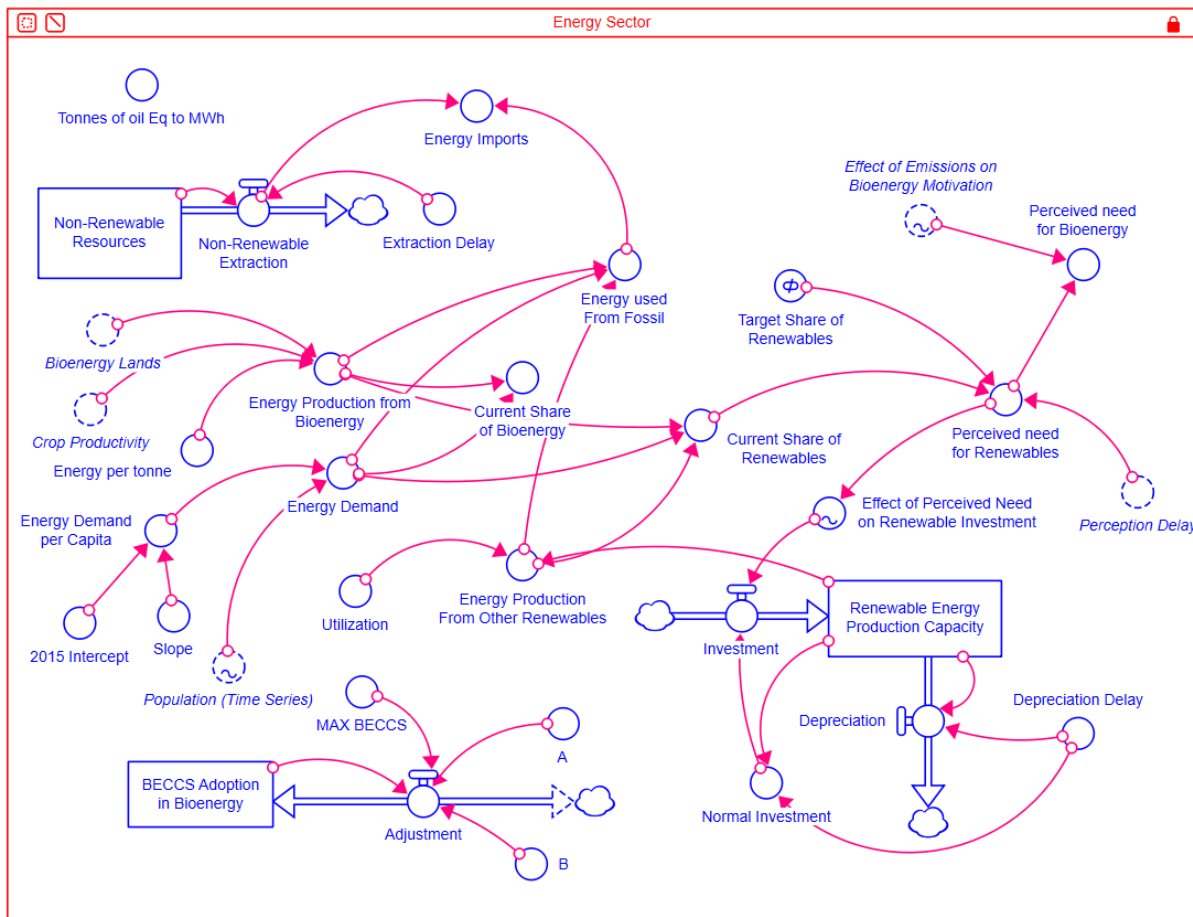 Energy Sector
Tonnes of oil Eq to MWh
Energy Imports
Effect of Emissions on
Bioenergy Motivation
Perceived need
for Bioenergy
Non-Renewable
Resources
Non-Renewable
Extraction
Extraction Delay
Energy used
From Fossil
Target Share of
Renewables
Bioenergy Lands
Energy Production from
Bioenergy
Current Share
of Bioenergy
Crop Productivity
Energy per tonne
Current Share of
Renewables
Perceived need
for Renewables
Energy Demand
Energy Demand
per Capita
Effect of Perceived Need
on Renewable Investment
Perception Delay
2015 Intercept
Slope
Utilization
Energy Production
From Other Renewables
Renewable Energy
Production Capacity
Investment
Population (Time Series)
MAX BECCS
A
Depreciation
Depreciation Delay
BECCS Adoption
in Bioenergy
Adjustment
Normal Investment
B